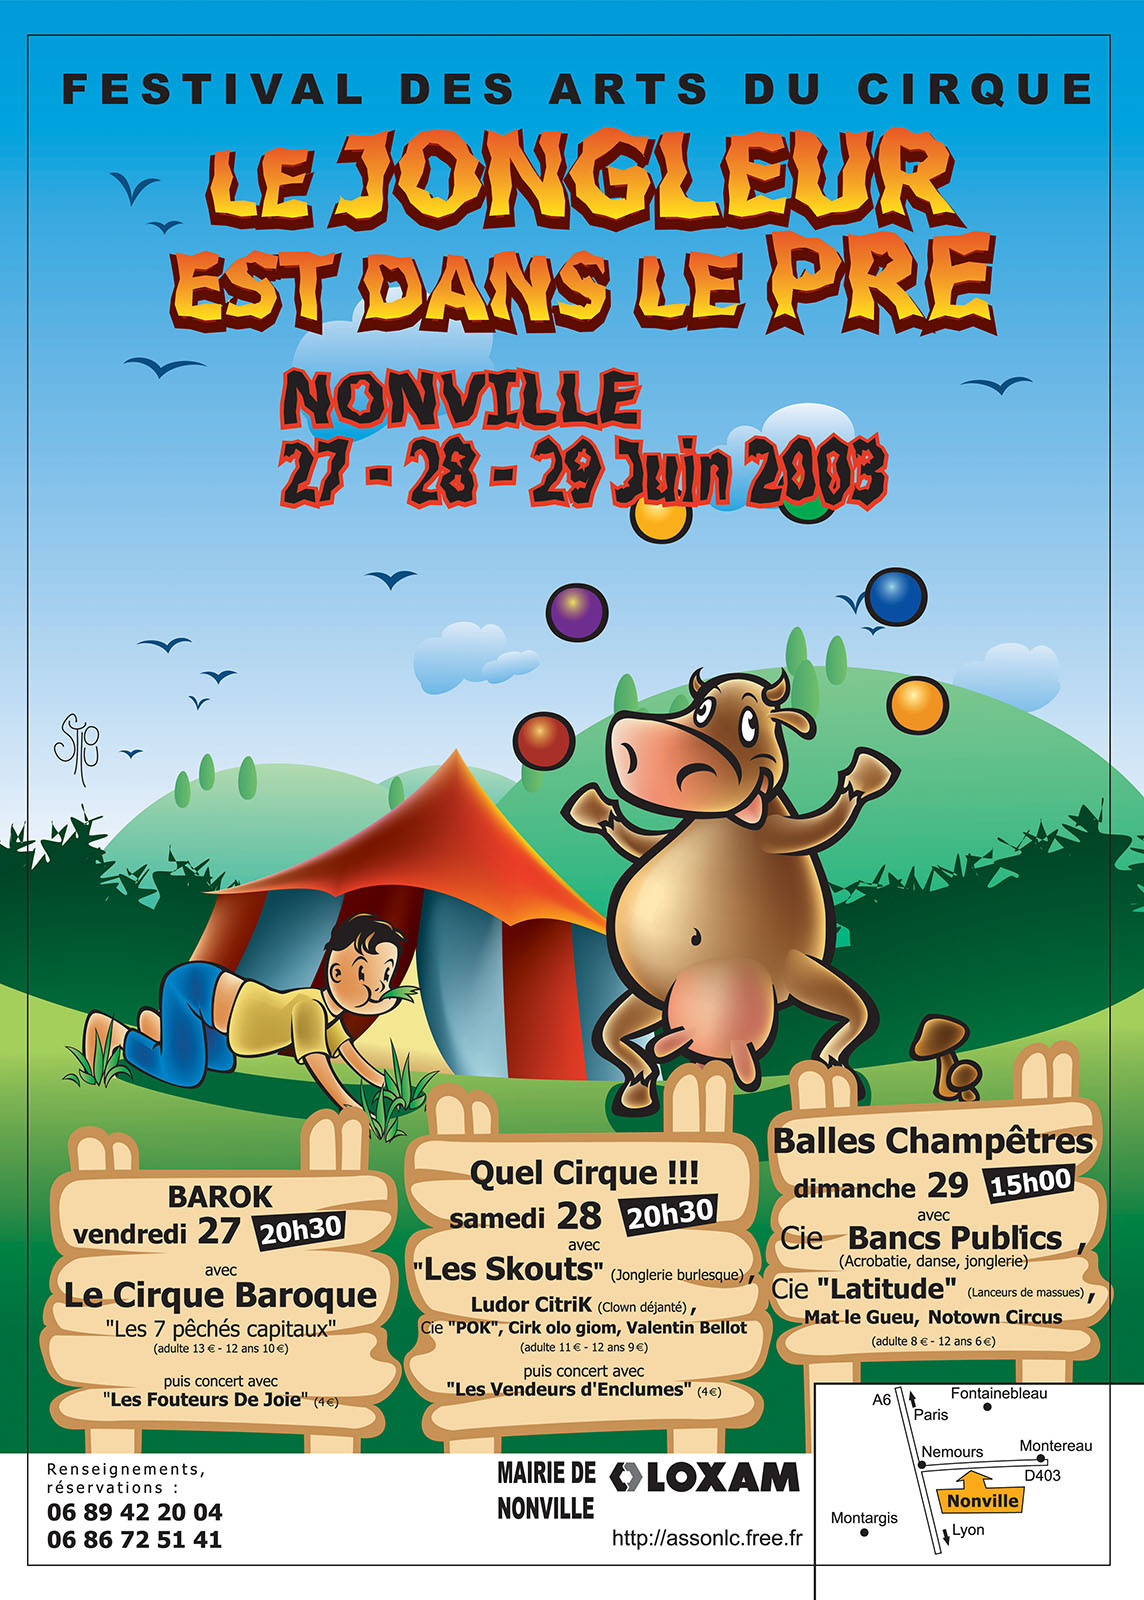 FESTIVAL DES ARTS DU CIRQUE
LE JONGLEUR
EST DANS LE PRE
NONVILLE
27 - 28 - 29 Juin 2003
STIOU
BAROK
vendredi 27 20h30
avec
Le Cirque Baroque
"Les 7 pêchés capitaux"
(adulte 13 € - 12 ans 10 €)
puis concert avec
"Les Fouteurs De Joie" (4€)
Quel Cirque !!!
samedi 28 20h30
avec
"Les Skouts" (Jonglerie burlesque) ,
Ludor CitriK (Clown déjanté) ,
Cie "POK", Cirk olo giom, Valentin Bellot
(adulte 11 € - 12 ans 9 €)
puis concert avec
"Les Vendeurs d'Enclumes" (4€)
Balles Champêtres
dimanche 29 15h00
avec
Cie Bancs Publics ,
(Acrobatie, danse, jonglerie)
Cie "Latitude" (Lanceurs de massues) ,
Mat le Gueu, Notown Circus
(adulte 8 € - 12 ans 6 €)
Renseignements,
réservations :
06 89 42 20 04
06 86 72 51 41
MAIRIE DE
NONVILLE
LOXAM
http://assonlc.free.fr
A6
Paris
Fontainebleau
Nemours
Montereau
D403
Nonville
Montargis
Lyon